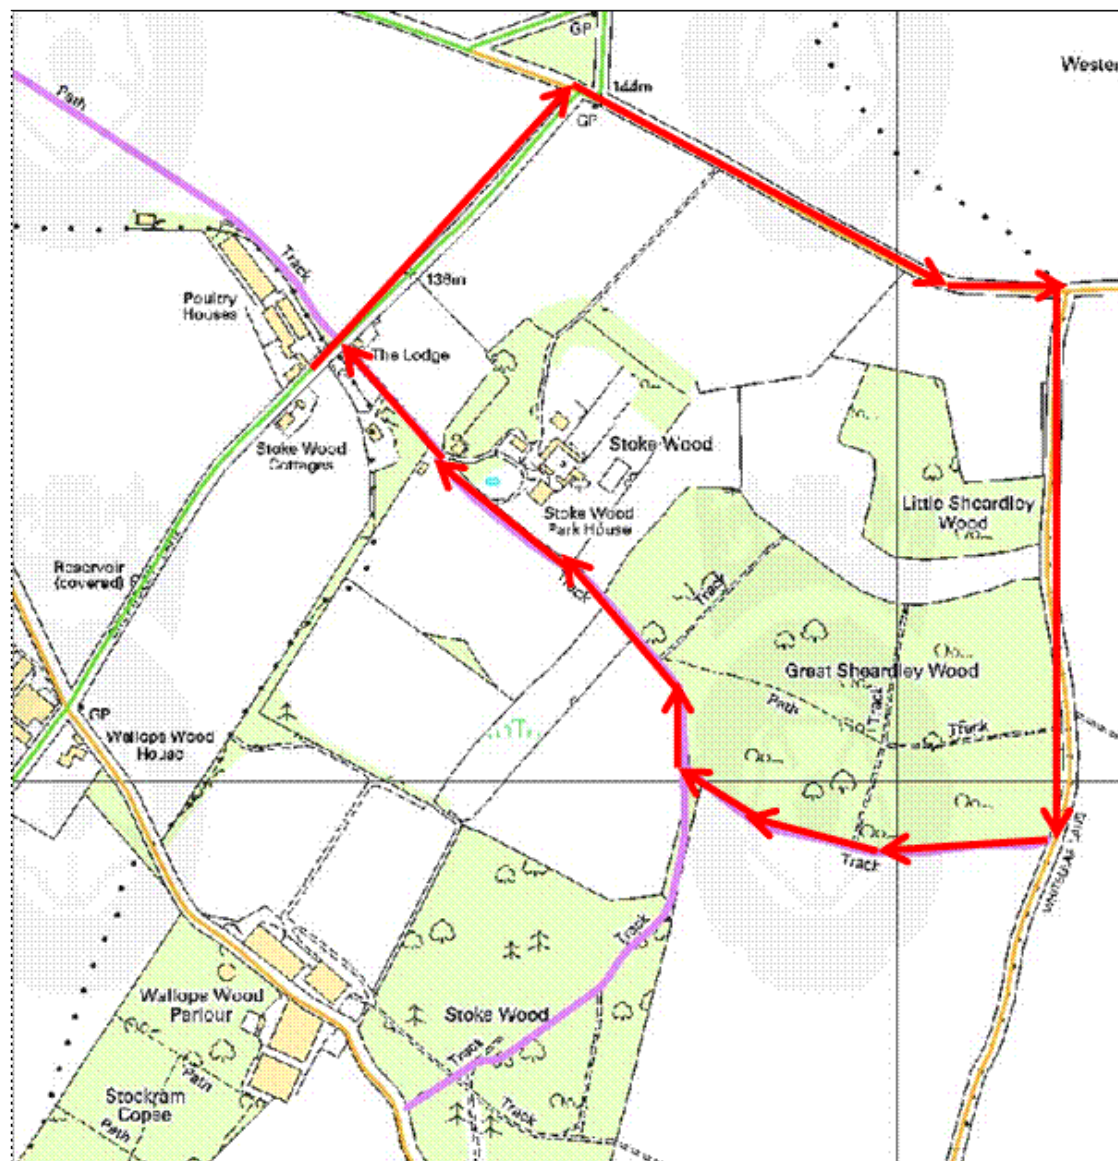 GP
144m
Wester
GP
Path
Track
138m
Poultry
Houses
The Lodge
Stoke Wood
Cottages
Stoke Wood
Stoke Wood
Park House
Little Sheardley
Wood
Reservoir
(covered)
Track
Track
Great Sheardley Wood
Path
Track
Track
GP
Wallops Wood
House
Track
Track
Wallops Wood
Parlour
Stoke Wood
Track
Path
Stockram
Copse
Track
Path